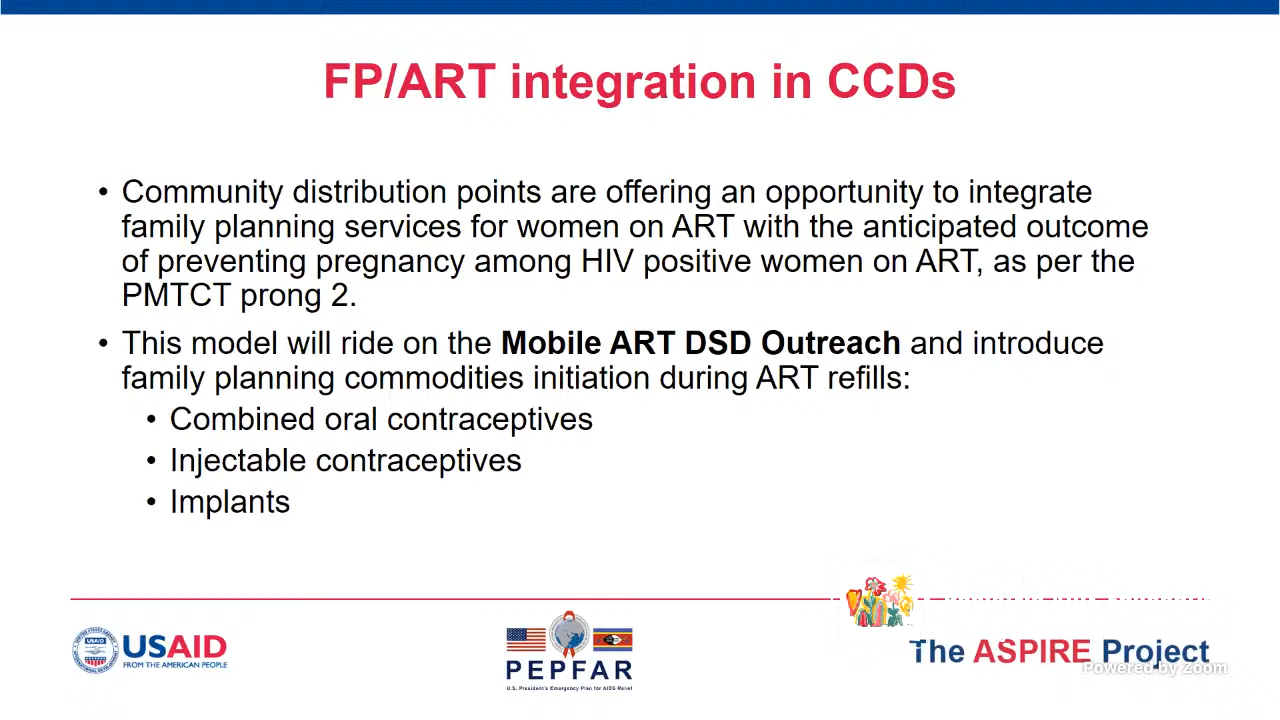 FP/ART integration in CCDs
• Community distribution points are offering an opportunity to integrate
family planning services for women on ART with the anticipated outcome
of preventing pregnancy among HIV positive women on ART, as per the
PMTCT prong 2.
• This model will ride on the Mobile ART DSD Outreach and introduce
family planning commodities initiation during ART refills:
• Combined oral contraceptives
• Injectable contraceptives
• Implants
USAID
FROM THE AMERICAN PEOPLE
PEPFAR
U.S. President's Emergency Plan for AIDS Relief
The ASPIRE Project
Powered by Zoom